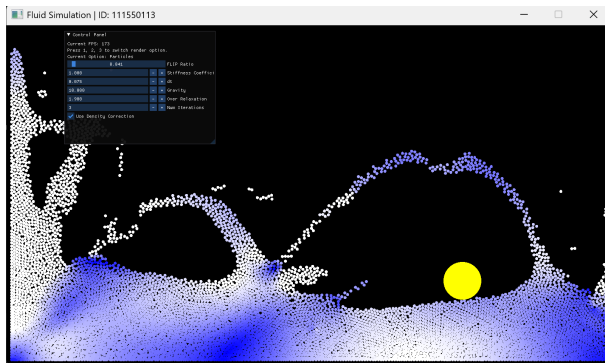 Fluid Simulation | ID: 111550113
Control Panel
Current FPS: 173
Press 1, 2, 3 to switch render option.
Current Option: Particles
0.941 FLIP Ratio
1.000 - + Stiffness Coeffici
0.075 - + dt
10.000 - + Gravity
1.900 - + Over Relaxation
3 - + Num Iterations
Use Density Correction